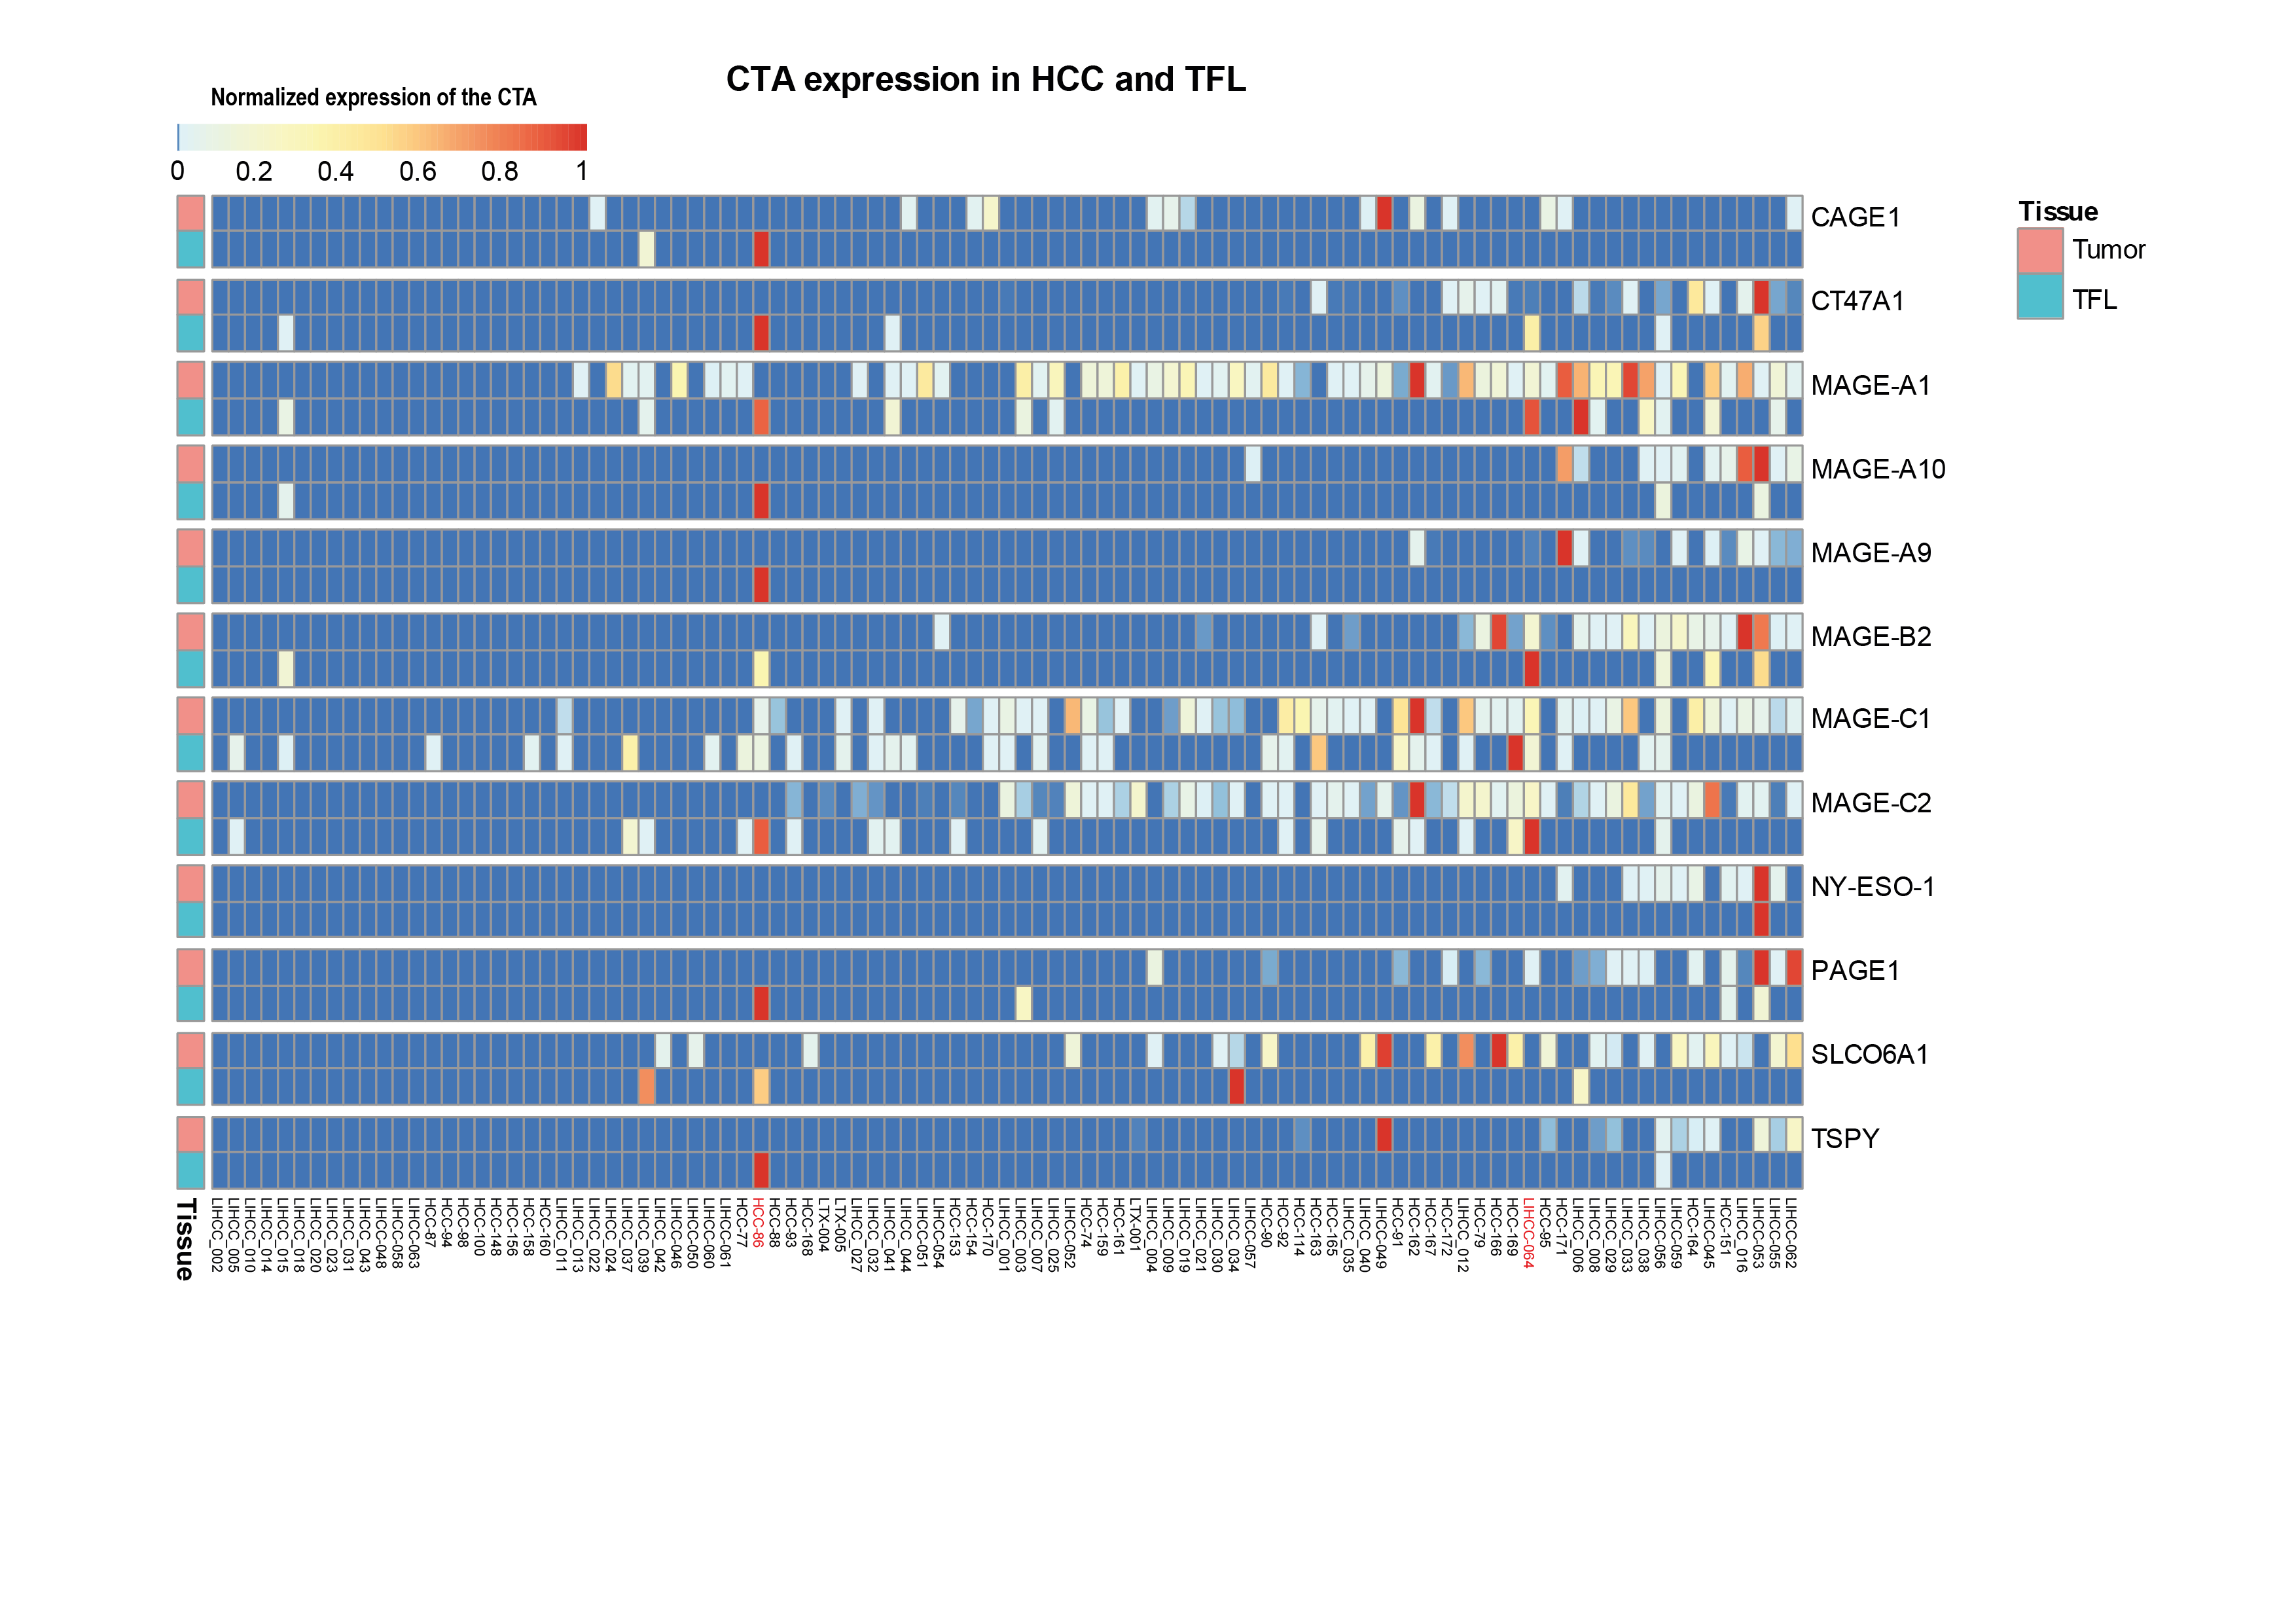 CTA expression in HCC and TFL
Normalized expression of the CTA
0 0.2 0.4 0.6 0.8 1
Tissue
Tumor
TFL
CAGE1
CT47A1
MAGE-A1
MAGE-A10
MAGE-A9
MAGE-B2
MAGE-C1
MAGE-C2
NY-ESO-1
PAGE1
SLCO6A1
TSPY
Tissue
LIHCC_002
LIHCC_005
LIHCC_010
LIHCC_014
LIHCC_015
LIHCC_018
LIHCC_020
LIHCC_023
LIHCC_031
LIHCC_043
LIHCC-048
LIHCC-058
LIHCC-063
HCC-87
HCC-94
HCC-98
HCC-100
HCC-148
HCC-156
HCC-158
HCC-160
LIHCC_011
LIHCC_013
LIHCC_022
LIHCC_024
LIHCC_037
LIHCC_039
LIHCC_042
LIHCC-046
LIHCC-050
LIHCC-060
LIHCC-061
HCC-77
HCC-86
HCC-88
HCC-93
HCC-168
LTX-004
LTX-005
LIHCC_027
LIHCC_032
LIHCC_041
LIHCC_044
LIHCC-051
LIHCC-054
HCC-153
HCC-154
HCC-170
LIHCC_001
LIHCC_003
LIHCC_007
LIHCC_025
LIHCC-052
HCC-74
HCC-159
HCC-161
LTX-001
LIHCC_004
LIHCC_009
LIHCC_019
LIHCC_021
LIHCC_030
LIHCC_034
LIHCC-057
HCC-90
HCC-92
HCC-114
HCC-163
HCC-165
LIHCC_035
LIHCC_040
LIHCC-049
HCC-91
HCC-162
HCC-167
HCC-172
LIHCC_012
HCC-79
HCC-166
HCC-169
LIHCC-064
HCC-95
HCC-171
LIHCC_006
LIHCC_008
LIHCC_029
LIHCC_033
LIHCC_038
LIHCC-056
LIHCC-059
HCC-164
LIHCC-045
HCC-151
LIHCC_016
LIHCC-053
LIHCC-055
LIHCC-062